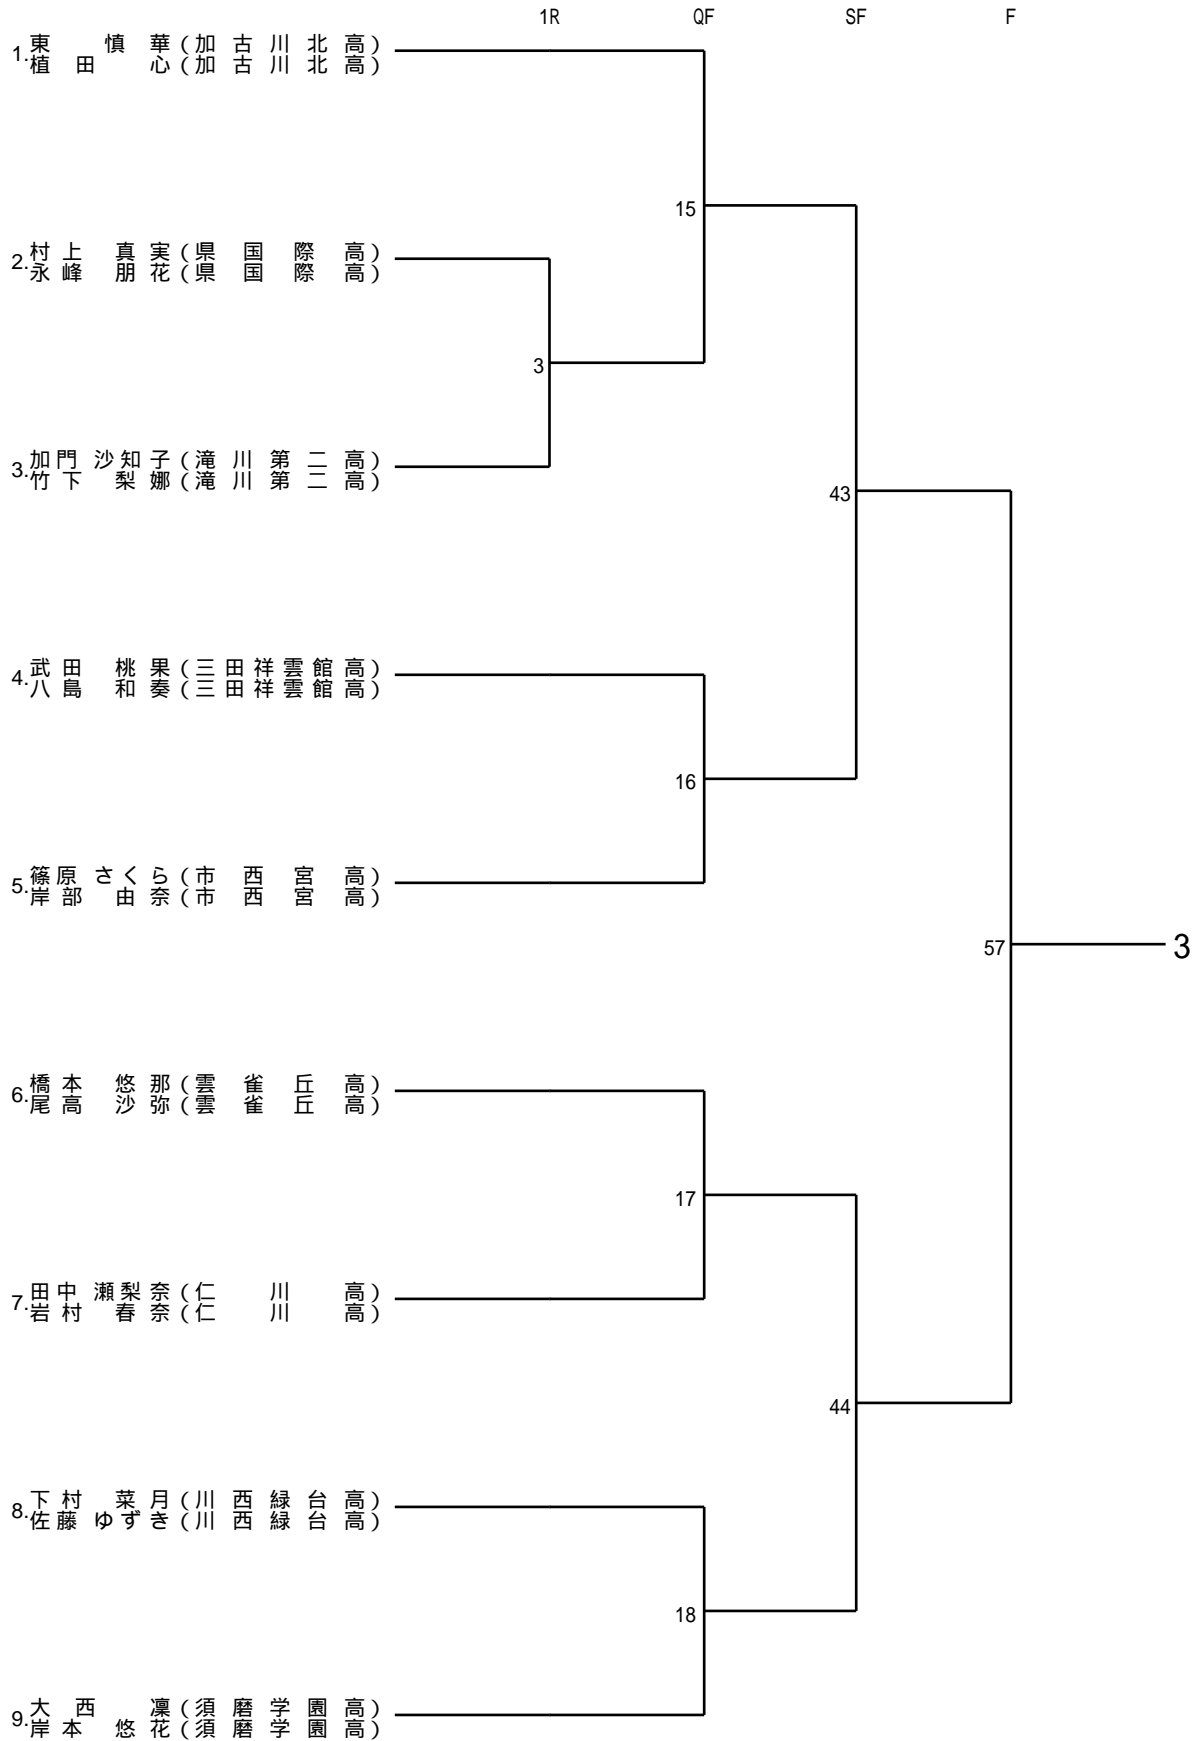 1R QF SF F
1. 東 慎華(加古川北高)
植田 心(加古川北高)
15
2. 村上 真実(県国際高)
永峰 朋花(県国際高)
3
3. 加門 沙知子(滝川第二高)
竹下 梨娜(滝川第二高)
43
4. 武田 桃果(三田祥雲館高)
八島 和奏(三田祥雲館高)
16
5. 篠原 さくら(市西宮高)
岸部 由奈(市西宮高)
57 3
6. 橋本 悠那(雲雀丘高)
尾高 沙弥(雲雀丘高)
17
7. 田中 瀬梨奈(仁川高)
岩村 春奈(仁川高)
44
8. 下村 菜月(川西緑台高)
佐藤 ゆずき(川西緑台高)
18
9. 大西 凜(須磨学園高)
岸本 悠花(須磨学園高)